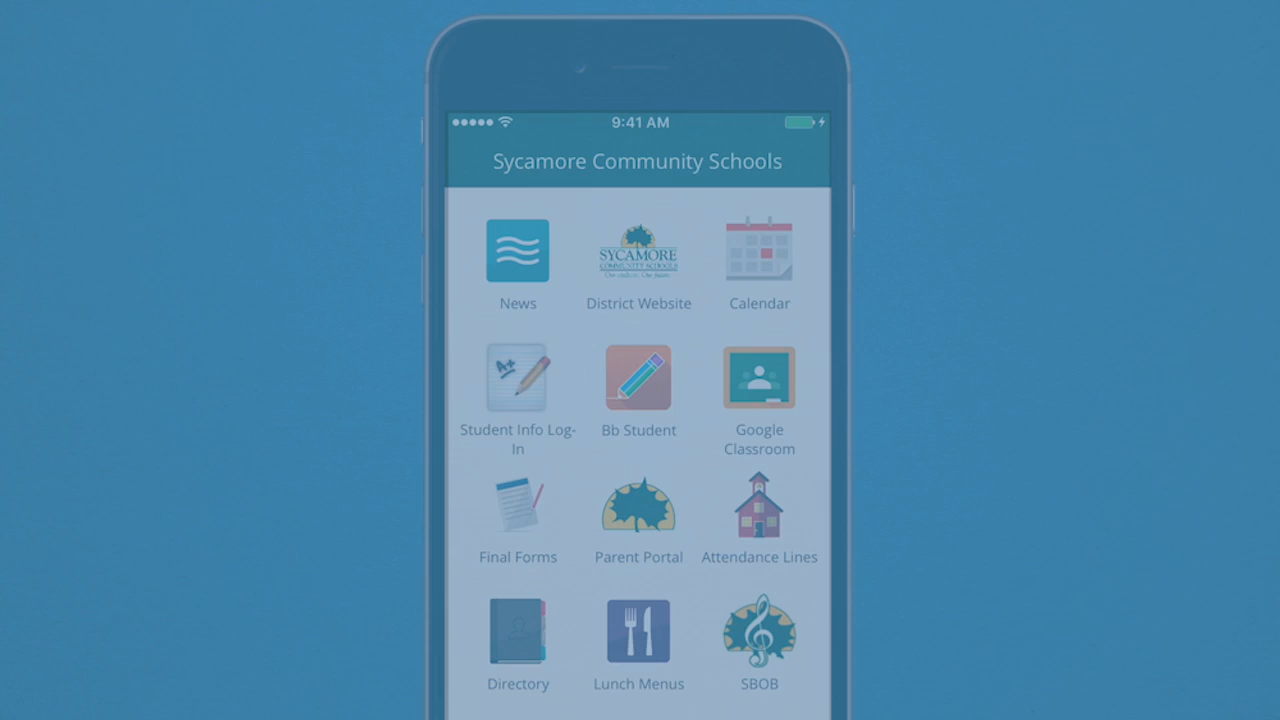 9:41 AM
Sycamore Community Schools
SYCAMORE
COMMUNITY SCHOOLS
News
District Website
Calendar
A+
Student Info Log-
In
Bb Student
Google
Classroom
Final Forms
Parent Portal
Attendance Lines
Directory
Lunch Menus
SBOB